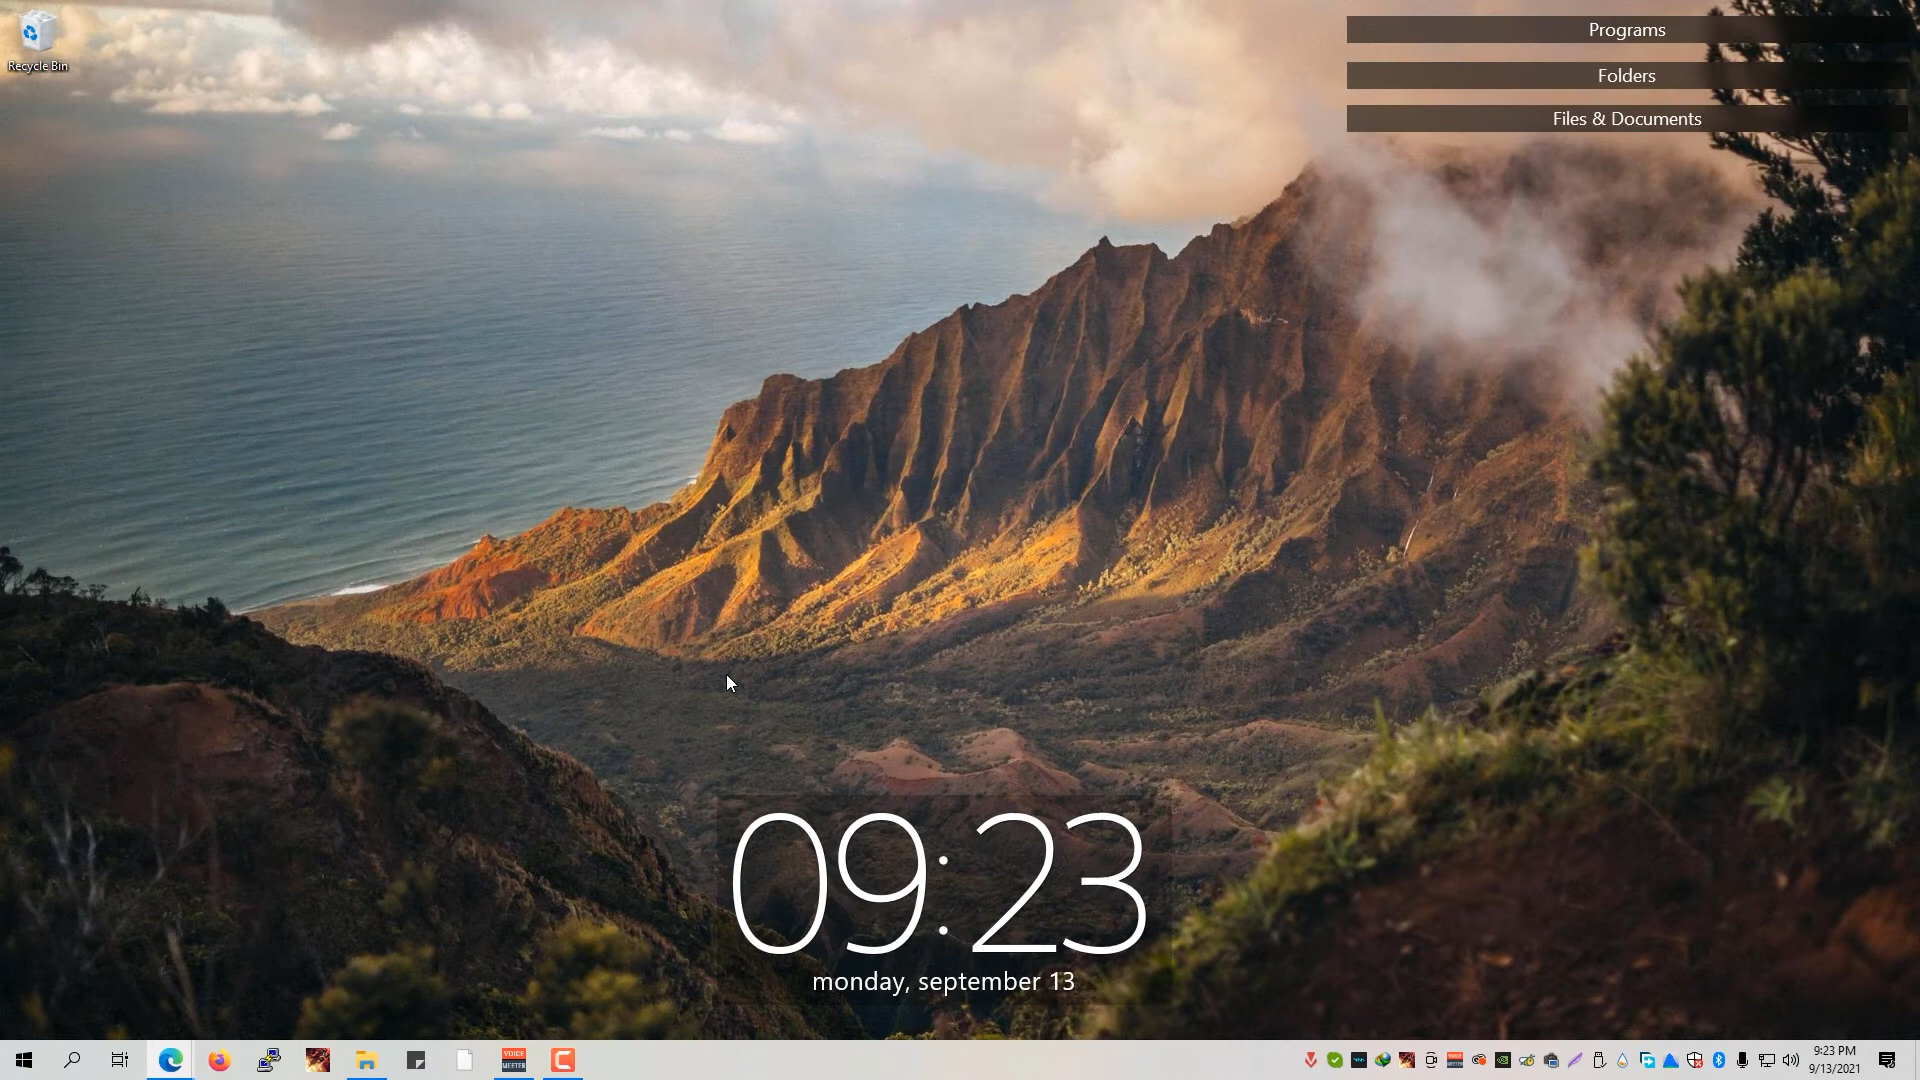 Recycle Bin
Programs
Folders
Files & Documents
09:23
monday, september 13
VOICE
MEETER
9:23 PM
9/13/2021